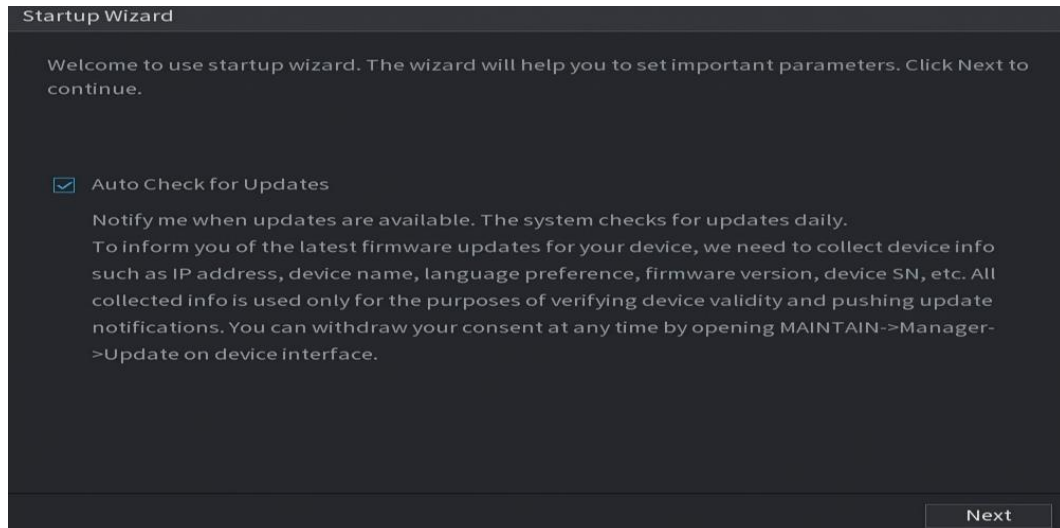 Startup Wizard
Welcome to use startup wizard. The wizard will help you to set important parameters. Click Next to
continue.
Auto Check for Updates
Notify me when updates are available. The system checks for updates daily.
To inform you of the latest firmware updates for your device, we need to collect device info
such as IP address, device name, language preference, firmware version, device SN, etc. All
collected info is used only for the purposes of verifying device validity and pushing update
notifications. You can withdraw your consent at any time by opening MAINTAIN->Manager-
>Update on device interface.
Next